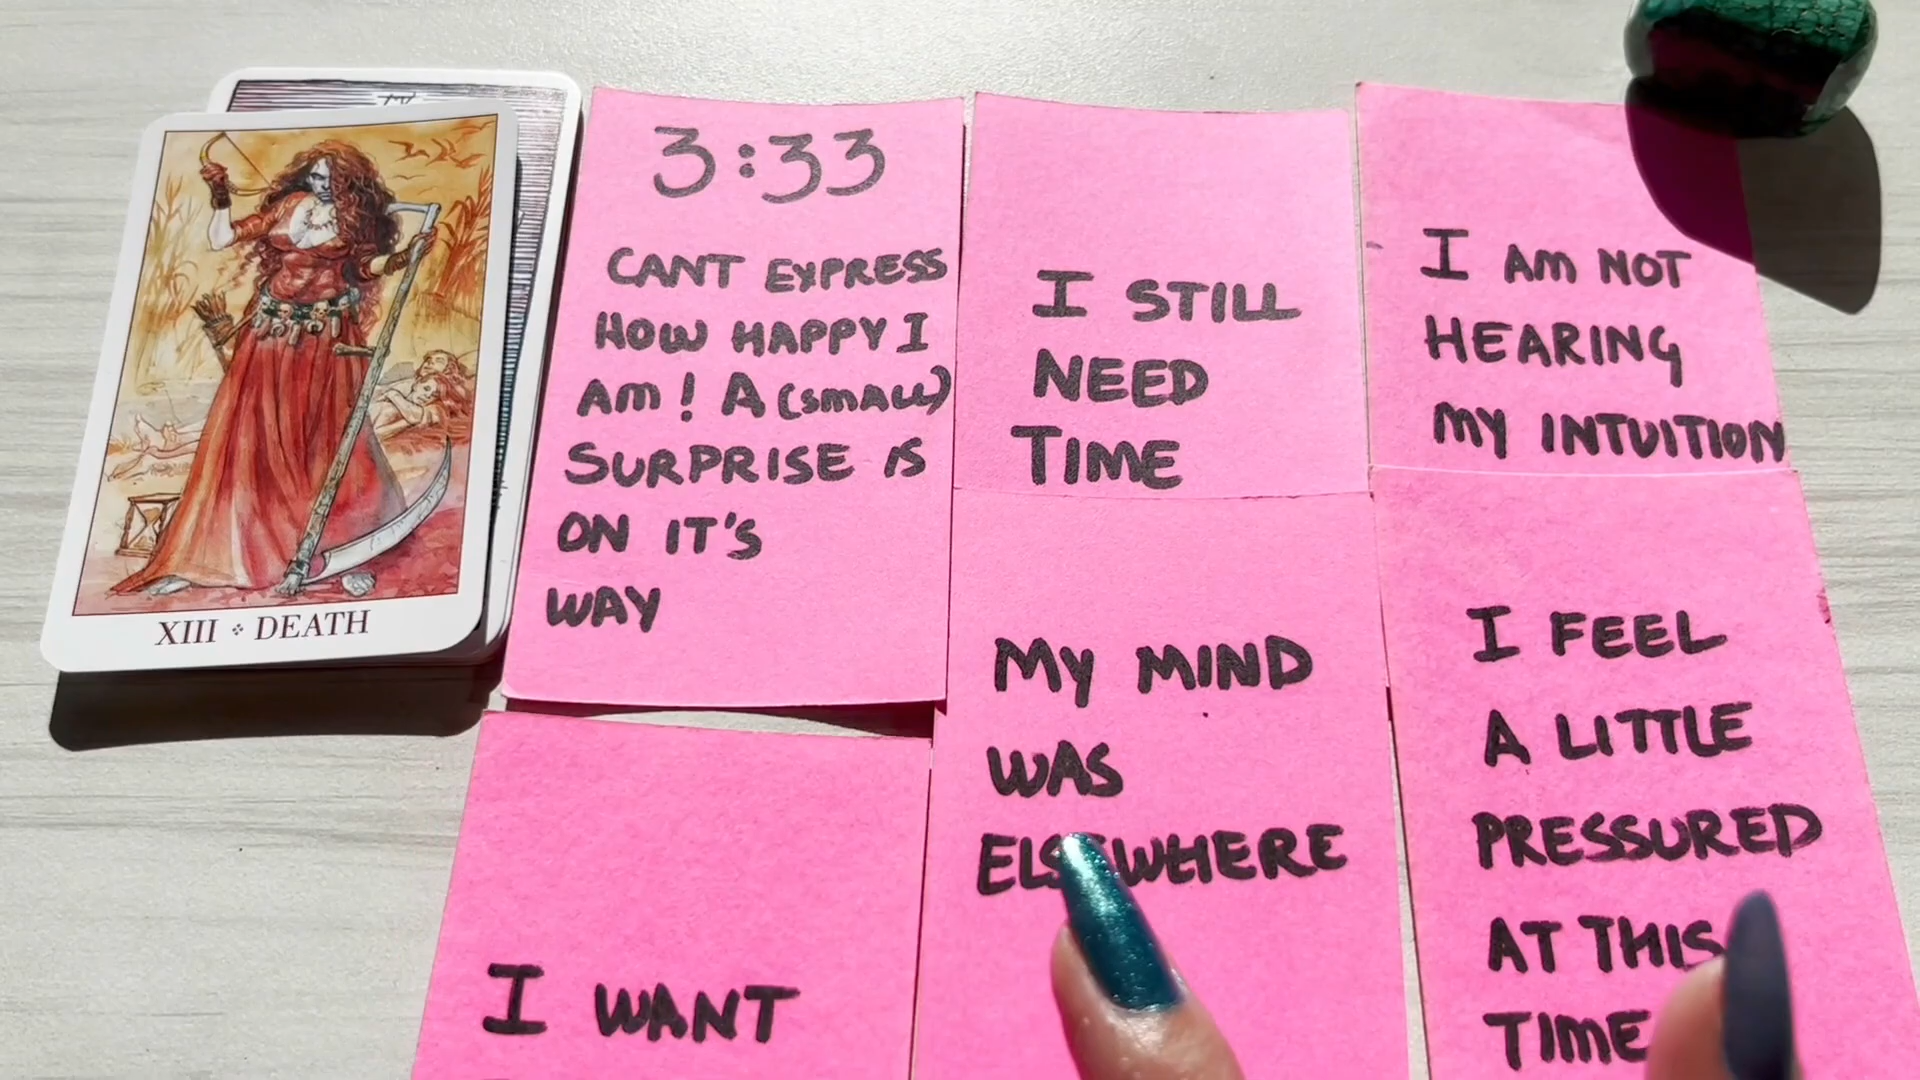 XIII ❖ DEATH
3:33
CANT EXPRESS
HOW HAPPY I
AM! A (SMALL)
SURPRISE IS
ON IT'S
WAY
I STILL
NEED
TIME
I AM NOT
HEARING
MY INTUITION
MY MIND
WAS
ELSEWHERE
I FEEL
A LITTLE
PRESSURED
AT THIS
TIME
I WANT